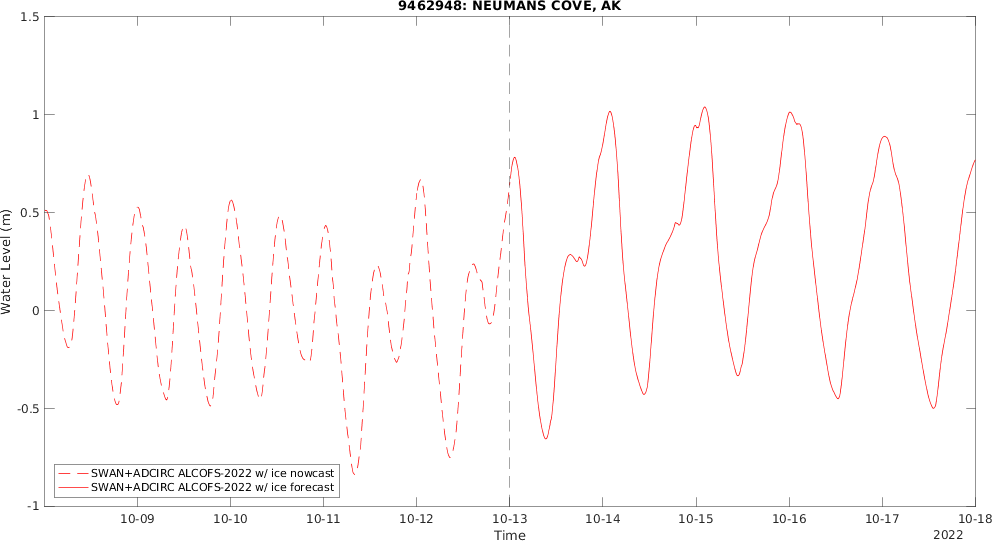 9462948: NEUMANS COVE, AK
Water Level (m)
1.5
1
0.5
0
-0.5
-1
SWAN+ADCIRC ALCOFS-2022 w/ ice nowcast
SWAN+ADCIRC ALCOFS-2022 w/ ice forecast
10-09 10-10 10-11 10-12 10-13 10-14 10-15 10-16 10-17 10-18
Time
2022